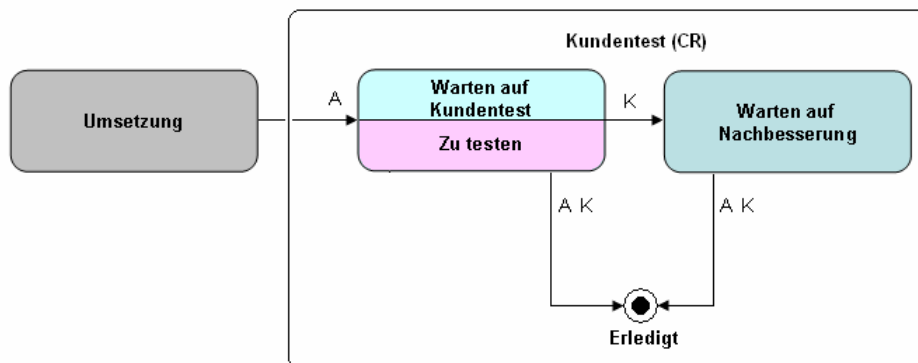 Kundentest (CR)
Umsetzung
A
Warten auf
Kundentest
Zu testen
K
Warten auf
Nachbesserung
A K
A K
Erledigt